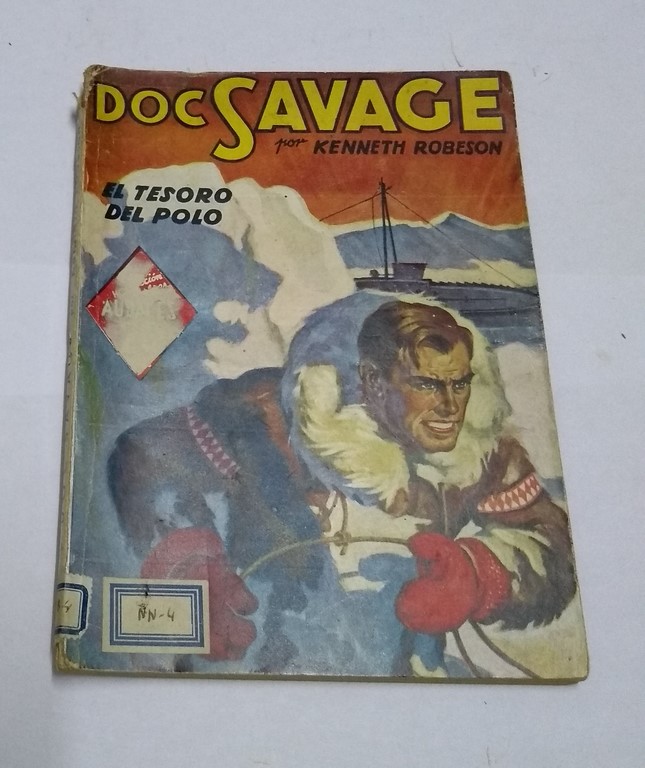 DOC SAVAGE
por KENNETH ROBESON
EL TESORO
DEL POLO
NN-4